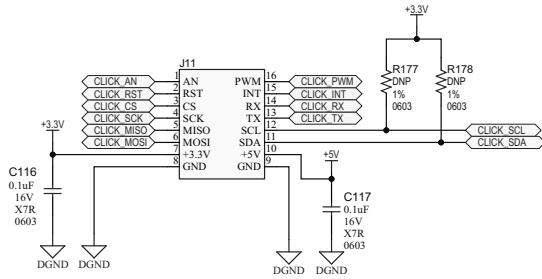 +3.3V
J11
R177
DNP
1%
0603
R178
DNP
1%
0603
CLICK_AN 1 AN PWM 16 CLICK_PWM
CLICK_RST 2 RST INT 15 CLICK_INT
CLICK_CS 3 CS RX 14 CLICK_RX
CLICK_SCK 4 SCK TX 13 CLICK_TX
CLICK_MISO 5 MISO SCL 12 CLICK_SCL
CLICK_MOSI 6 MOSI SDA 11 CLICK_SDA
+3.3V 7 +3.3V +5V 10 +5V
8 GND GND 9
C116
0.1uF
16V
X7R
0603
C117
0.1uF
16V
X7R
0603
DGND DGND DGND DGND